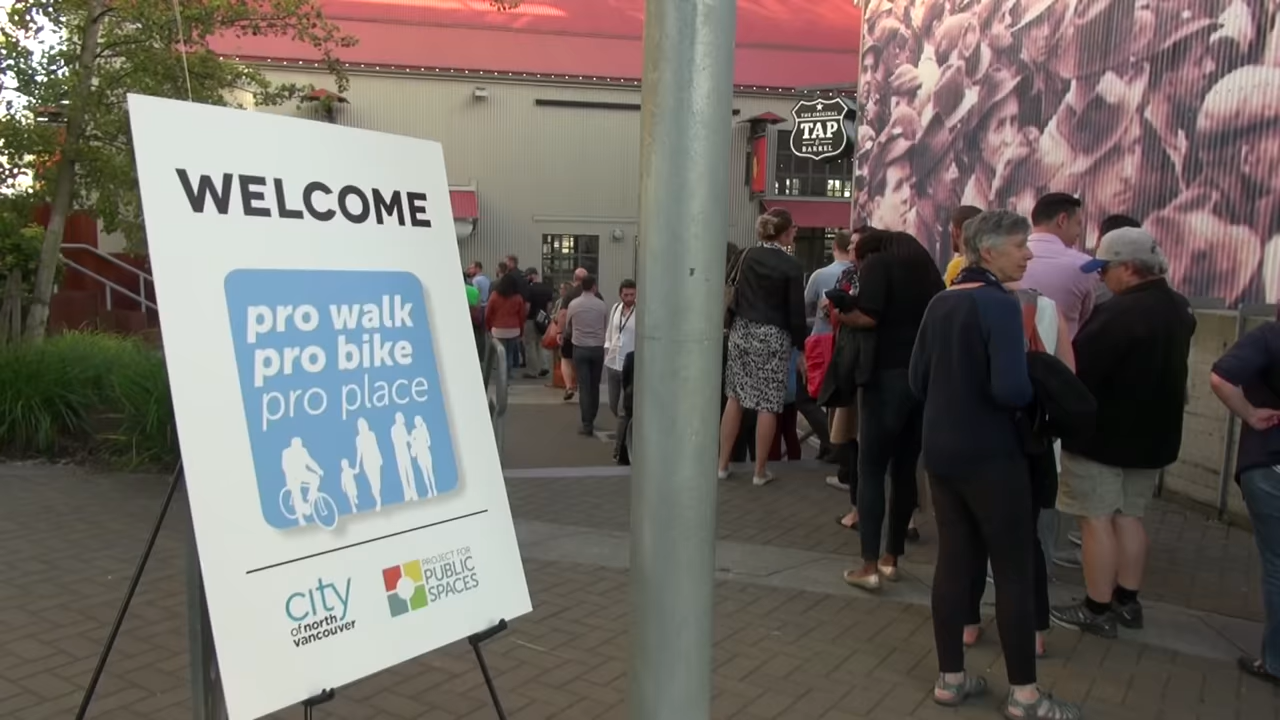 WELCOME
pro walk
pro bike
pro place
city
of north
vancouver
PROJECT FOR
PUBLIC
SPACES
THE ORIGINAL
TAP
&
BARREL